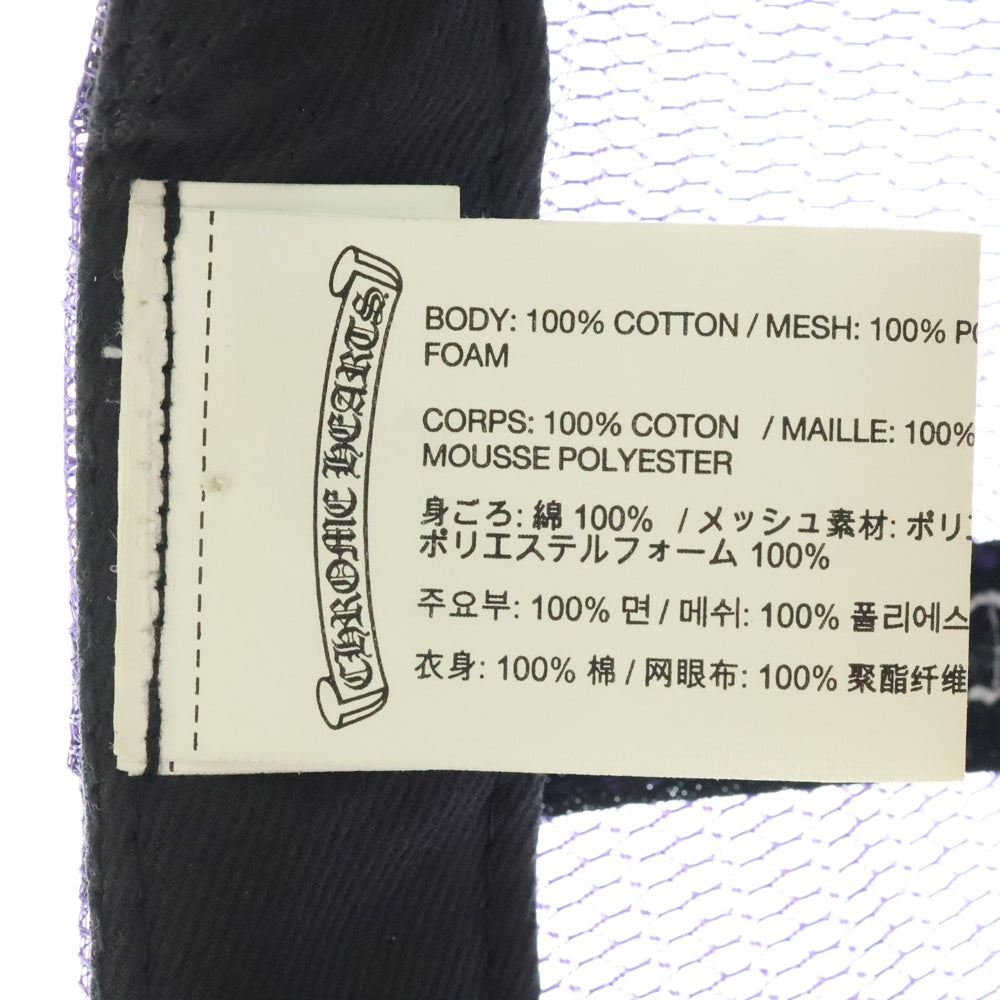 CHROME HEARTS
BODY: 100% COTTON / MESH: 100%
FOAM
CORPS: 100% COTON / MAILLE: 100%
MOUSSE POLYESTER
身ごろ: 綿 100% / メッシュ素材: ポリ
ポリエステルフォーム 100%
주요부: 100% 면 / 메쉬: 100% 폴리에스
衣身: 100% 棉 / 网眼布: 100% 聚酯纤维